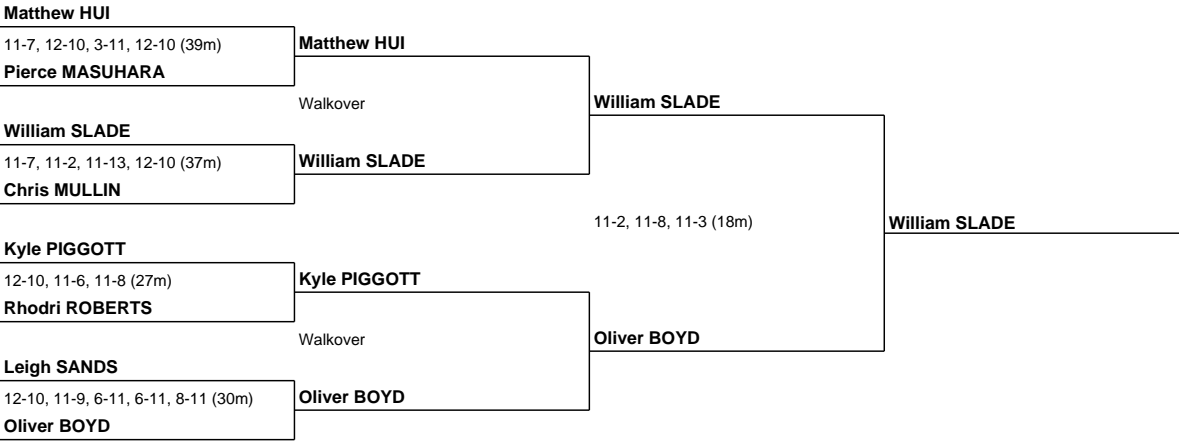 Matthew HUI
11-7, 12-10, 3-11, 12-10 (39m)
Matthew HUI
Pierce MASUHARA
Walkover
William SLADE
William SLADE
11-7, 11-2, 11-13, 12-10 (37m)
William SLADE
Chris MULLIN
11-2, 11-8, 11-3 (18m)
William SLADE
Kyle PIGGOTT
12-10, 11-6, 11-8 (27m)
Kyle PIGGOTT
Rhodri ROBERTS
Walkover
Oliver BOYD
Leigh SANDS
12-10, 11-9, 6-11, 6-11, 8-11 (30m)
Oliver BOYD
Oliver BOYD